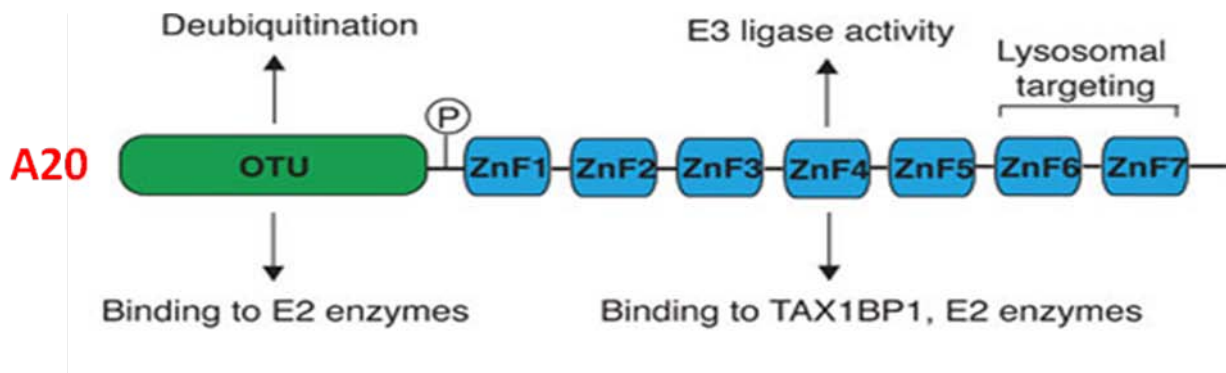 Deubiquitination
E3 ligase activity
Lysosomal
targeting
P
A20
OTU
ZnF1
ZnF2
ZnF3
ZnF4
ZnF5
ZnF6
ZnF7
Binding to E2 enzymes
Binding to TAX1BP1, E2 enzymes